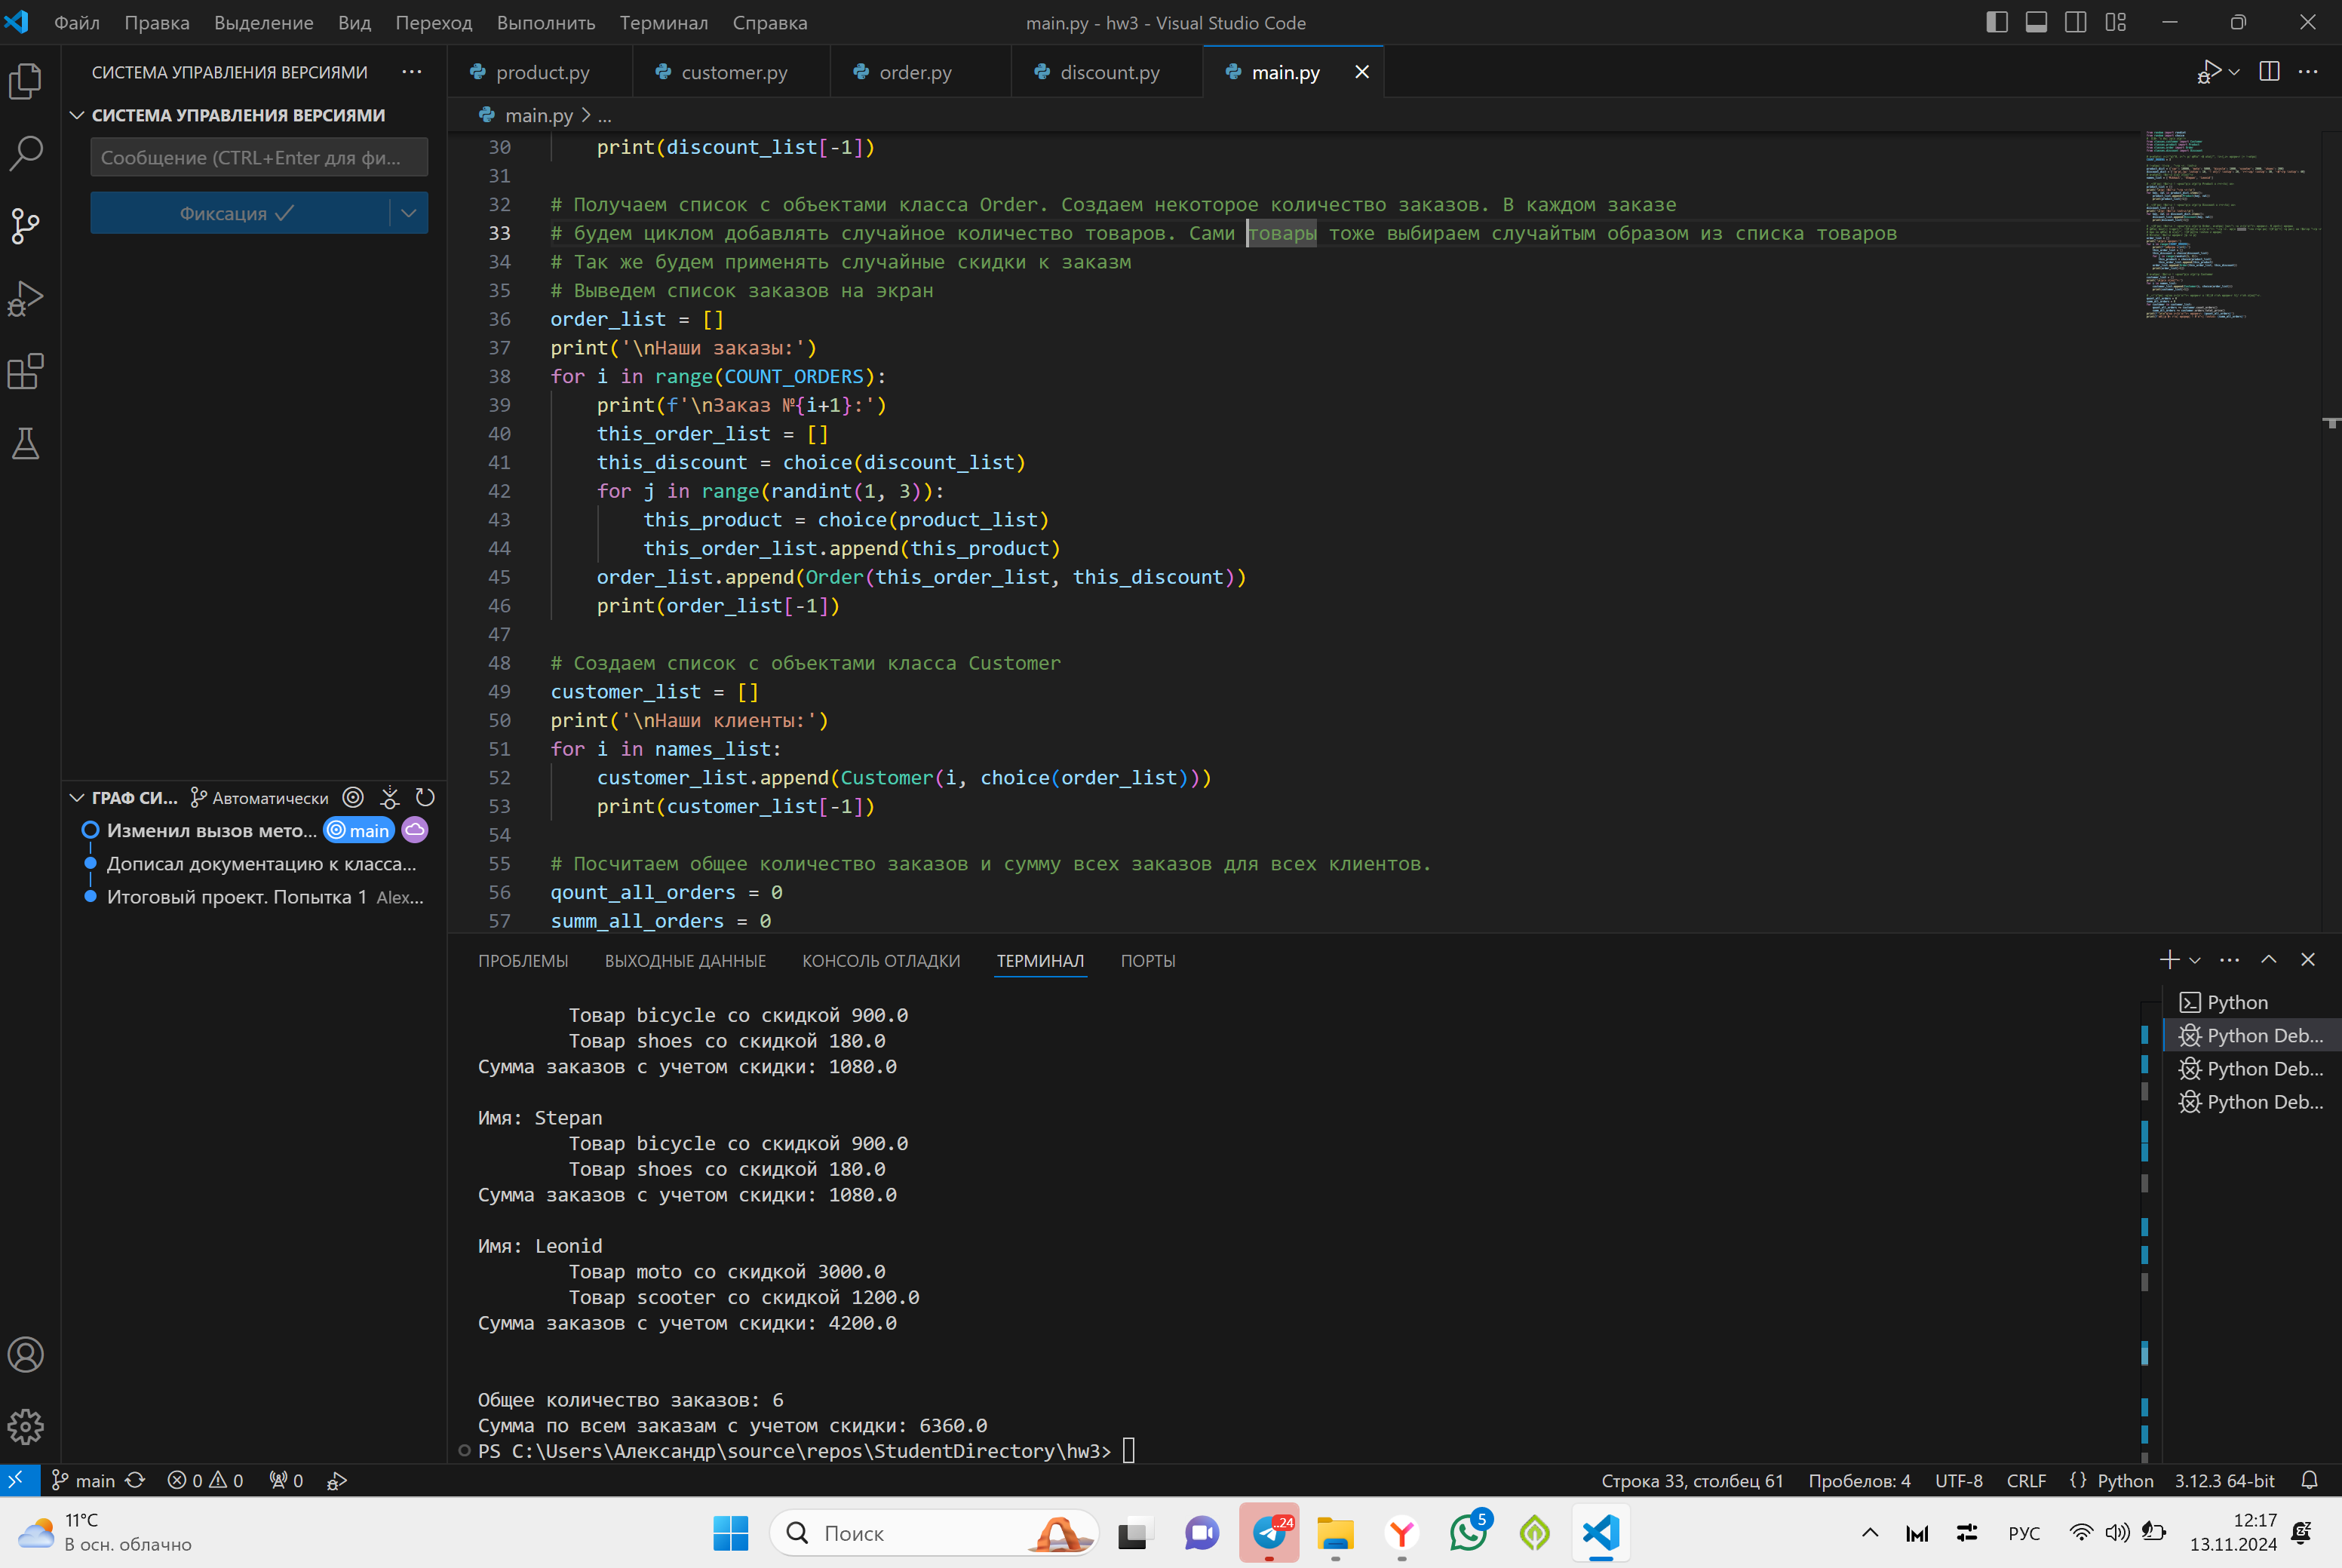 Файл Правка Выделение Вид Переход Выполнить Терминал Справка main.py - hw3 - Visual Studio Code
СИСТЕМА УПРАВЛЕНИЯ ВЕРСИЯМИ ···
product.py customer.py order.py discount.py main.py
СИСТЕМА УПРАВЛЕНИЯ ВЕРСИЯМИ
Сообщение (CTRL+Enter для фи...
Фиксация
main.py > ...
30 print(discount_list[-1])
31
32 # Получаем список с объектами класса Order. Создаем некоторое количество заказов. В каждом заказе
33 # будем циклом добавлять случайное количество товаров. Сами товары тоже выбираем случайтым образом из списка товаров
34 # Так же будем применять случайные скидки к заказм
35 # Выведем список заказов на экран
36 order_list = []
37 print('\nНаши заказы:')
38 for i in range(COUNT_ORDERS):
39 print(f'\nЗаказ №{i+1}:')
40 this_order_list = []
41 this_discount = choice(discount_list)
42 for j in range(randint(1, 3)):
43 this_product = choice(product_list)
44 this_order_list.append(this_product)
45 order_list.append(Order(this_order_list, this_discount))
46 print(order_list[-1])
47
48 # Создаем список с объектами класса Customer
49 customer_list = []
50 print('\nНаши клиенты:')
51 for i in names_list:
52 customer_list.append(Customer(i, choice(order_list)))
53 print(customer_list[-1])
54
55 # Посчитаем общее количество заказов и сумму всех заказов для всех клиентов.
56 qount_all_orders = 0
57 summ_all_orders = 0
ГРАФ СИ... Автоматически
Изменил вызов мето... main
Дописал документацию к класса...
Итоговый проект. Попытка 1 Alex...
ПРОБЛЕМЫ ВЫХОДНЫЕ ДАННЫЕ КОНСОЛЬ ОТЛАДКИ ТЕРМИНАЛ ПОРТЫ
Товар bicycle со скидкой 900.0
Товар shoes со скидкой 180.0
Сумма заказов с учетом скидки: 1080.0
Имя: Stepan
Товар bicycle со скидкой 900.0
Товар shoes со скидкой 180.0
Сумма заказов с учетом скидки: 1080.0
Имя: Leonid
Товар moto со скидкой 3000.0
Товар scooter со скидкой 1200.0
Сумма заказов с учетом скидки: 4200.0
Общее количество заказов: 6
Сумма по всем заказам с учетом скидки: 6360.0
PS C:\Users\Александр\source\repos\StudentDirectory\hw3>
Python
Python Deb...
Python Deb...
Python Deb...
main 0 0 0 Строка 33, столбец 61 Пробелов: 4 UTF-8 CRLF {} Python 3.12.3 64-bit
11°C
В осн. облачно
Поиск
..24
5
РУС
12:17
13.11.2024